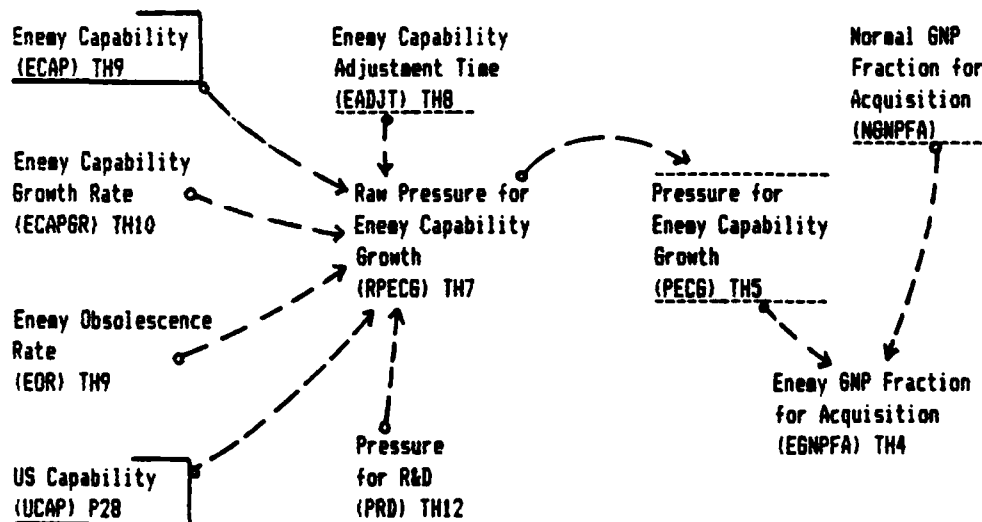 Enemy Capability
(ECAP) TH9
Enemy Capability
Adjustment Time
(EADJT) TH8
Normal GNP
Fraction for
Acquisition
(NGNPFA)
Enemy Capability
Growth Rate
(ECAPGR) TH10
Raw Pressure for
Enemy Capability
Growth
(RPECG) TH7
Pressure for
Enemy Capability
Growth
(PECG) TH5
Enemy Obsolescence
Rate
(EOR) TH9
Enemy GNP Fraction
for Acquisition
(EGNPFA) TH4
US Capability
(UCAP) P28
Pressure
for R&D
(PRD) TH12